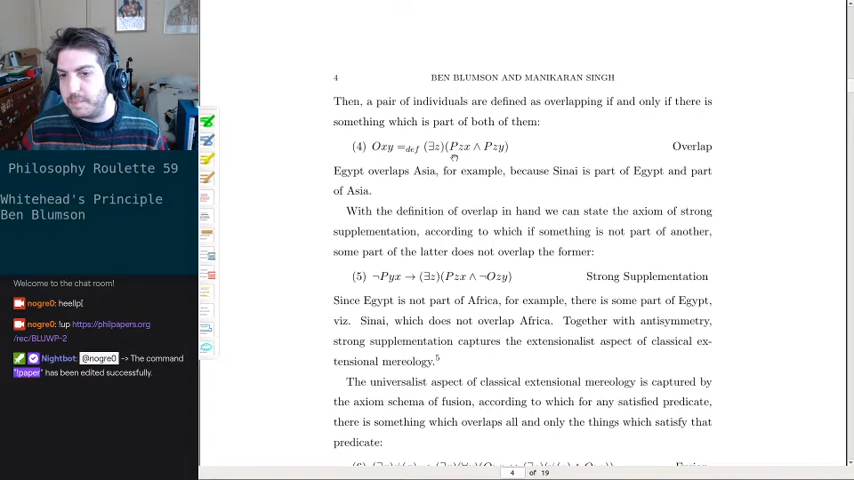 4 BEN BLUMSON AND MANIKARAN SINGH
Then, a pair of individuals are defined as overlapping if and only if there is
something which is part of both of them:
(4) Oxy =def (∃z)(Pzx ∧ Pzy) Overlap
Egypt overlaps Asia, for example, because Sinai is part of Egypt and part
of Asia.
With the definition of overlap in hand we can state the axiom of strong
supplementation, according to which if something is not part of another,
some part of the latter does not overlap the former:
(5) ¬Pyx → (∃z)(Pzx ∧ ¬Ozy) Strong Supplementation
Since Egypt is not part of Africa, for example, there is some part of Egypt,
viz. Sinai, which does not overlap Africa. Together with antisymmetry,
strong supplementation captures the extensionalist aspect of classical ex-
tensional mereology.5
The universalist aspect of classical extensional mereology is captured by
the axiom schema of fusion, according to which for any satisfied predicate,
there is something which overlaps all and only the things which satisfy that
predicate:
4 of 19
Philosophy Roulette 59
Whitehead's Principle
Ben Blumson
Welcome to the chat room!
nogre0: heellp[
nogre0: !up https://philpapers.org
/rec/BLUWP-2
Nightbot: @nogre0 -> The command
"!paper" has been edited successfully.